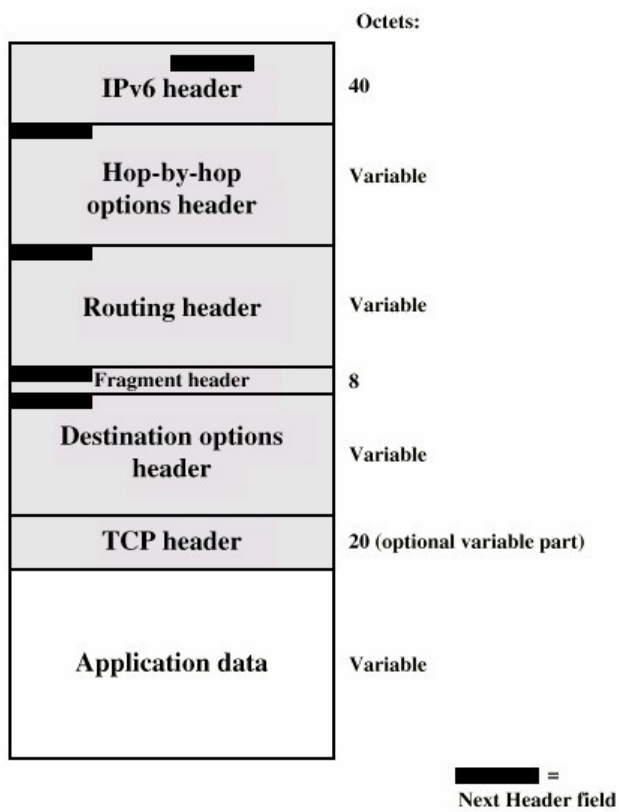 Octets:
IPv6 header
40
Hop-by-hop
options header
Variable
Routing header
Variable
Fragment header
8
Destination options
header
Variable
TCP header
20 (optional variable part)
Application data
Variable
=
Next Header field